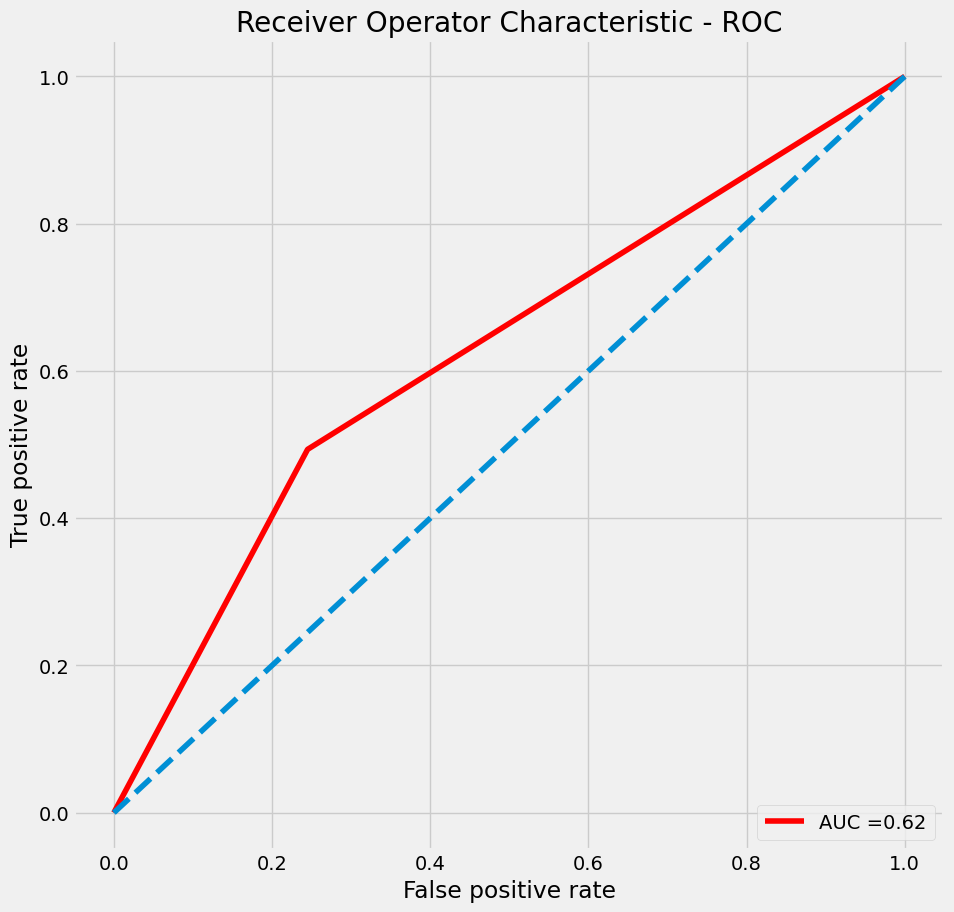 Receiver Operator Characteristic - ROC
1.0
0.8
0.6
0.4
0.2
0.0
True positive rate
AUC =0.62
0.0 0.2 0.4 0.6 0.8 1.0
False positive rate